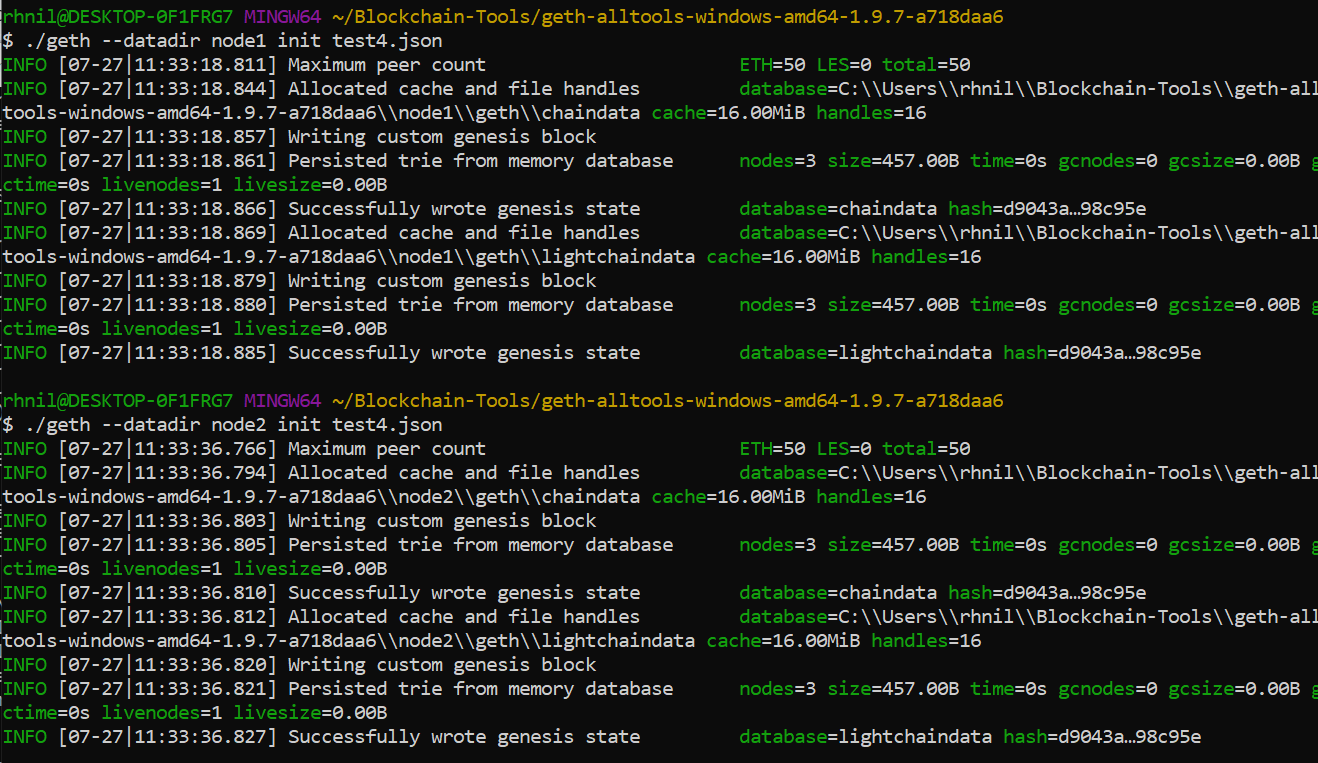 rhnil@DESKTOP-0F1FRG7 MINGW64 ~/Blockchain-Tools/geth-alltools-windows-amd64-1.9.7-a718daa6
$ ./geth --datadir node1 init test4.json
INFO [07-27|11:33:18.811] Maximum peer count ETH=50 LES=0 total=50
INFO [07-27|11:33:18.844] Allocated cache and file handles database=C:\\Users\\rhnil\\Blockchain-Tools\\geth-all
tools-windows-amd64-1.9.7-a718daa6\\node1\\geth\\chaindata cache=16.00MiB handles=16
INFO [07-27|11:33:18.857] Writing custom genesis block
INFO [07-27|11:33:18.861] Persisted trie from memory database nodes=3 size=457.00B time=0s gcnodes=0 gcsize=0.00B g
ctime=0s livenodes=1 livesize=0.00B
INFO [07-27|11:33:18.866] Successfully wrote genesis state database=chaindata hash=d9043a…98c95e
INFO [07-27|11:33:18.869] Allocated cache and file handles database=C:\\Users\\rhnil\\Blockchain-Tools\\geth-all
tools-windows-amd64-1.9.7-a718daa6\\node1\\geth\\lightchaindata cache=16.00MiB handles=16
INFO [07-27|11:33:18.879] Writing custom genesis block
INFO [07-27|11:33:18.880] Persisted trie from memory database nodes=3 size=457.00B time=0s gcnodes=0 gcsize=0.00B g
ctime=0s livenodes=1 livesize=0.00B
INFO [07-27|11:33:18.885] Successfully wrote genesis state database=lightchaindata hash=d9043a…98c95e
rhnil@DESKTOP-0F1FRG7 MINGW64 ~/Blockchain-Tools/geth-alltools-windows-amd64-1.9.7-a718daa6
$ ./geth --datadir node2 init test4.json
INFO [07-27|11:33:36.766] Maximum peer count ETH=50 LES=0 total=50
INFO [07-27|11:33:36.794] Allocated cache and file handles database=C:\\Users\\rhnil\\Blockchain-Tools\\geth-all
tools-windows-amd64-1.9.7-a718daa6\\node2\\geth\\chaindata cache=16.00MiB handles=16
INFO [07-27|11:33:36.803] Writing custom genesis block
INFO [07-27|11:33:36.805] Persisted trie from memory database nodes=3 size=457.00B time=0s gcnodes=0 gcsize=0.00B g
ctime=0s livenodes=1 livesize=0.00B
INFO [07-27|11:33:36.810] Successfully wrote genesis state database=chaindata hash=d9043a…98c95e
INFO [07-27|11:33:36.812] Allocated cache and file handles database=C:\\Users\\rhnil\\Blockchain-Tools\\geth-all
tools-windows-amd64-1.9.7-a718daa6\\node2\\geth\\lightchaindata cache=16.00MiB handles=16
INFO [07-27|11:33:36.820] Writing custom genesis block
INFO [07-27|11:33:36.821] Persisted trie from memory database nodes=3 size=457.00B time=0s gcnodes=0 gcsize=0.00B g
ctime=0s livenodes=1 livesize=0.00B
INFO [07-27|11:33:36.827] Successfully wrote genesis state database=lightchaindata hash=d9043a…98c95e